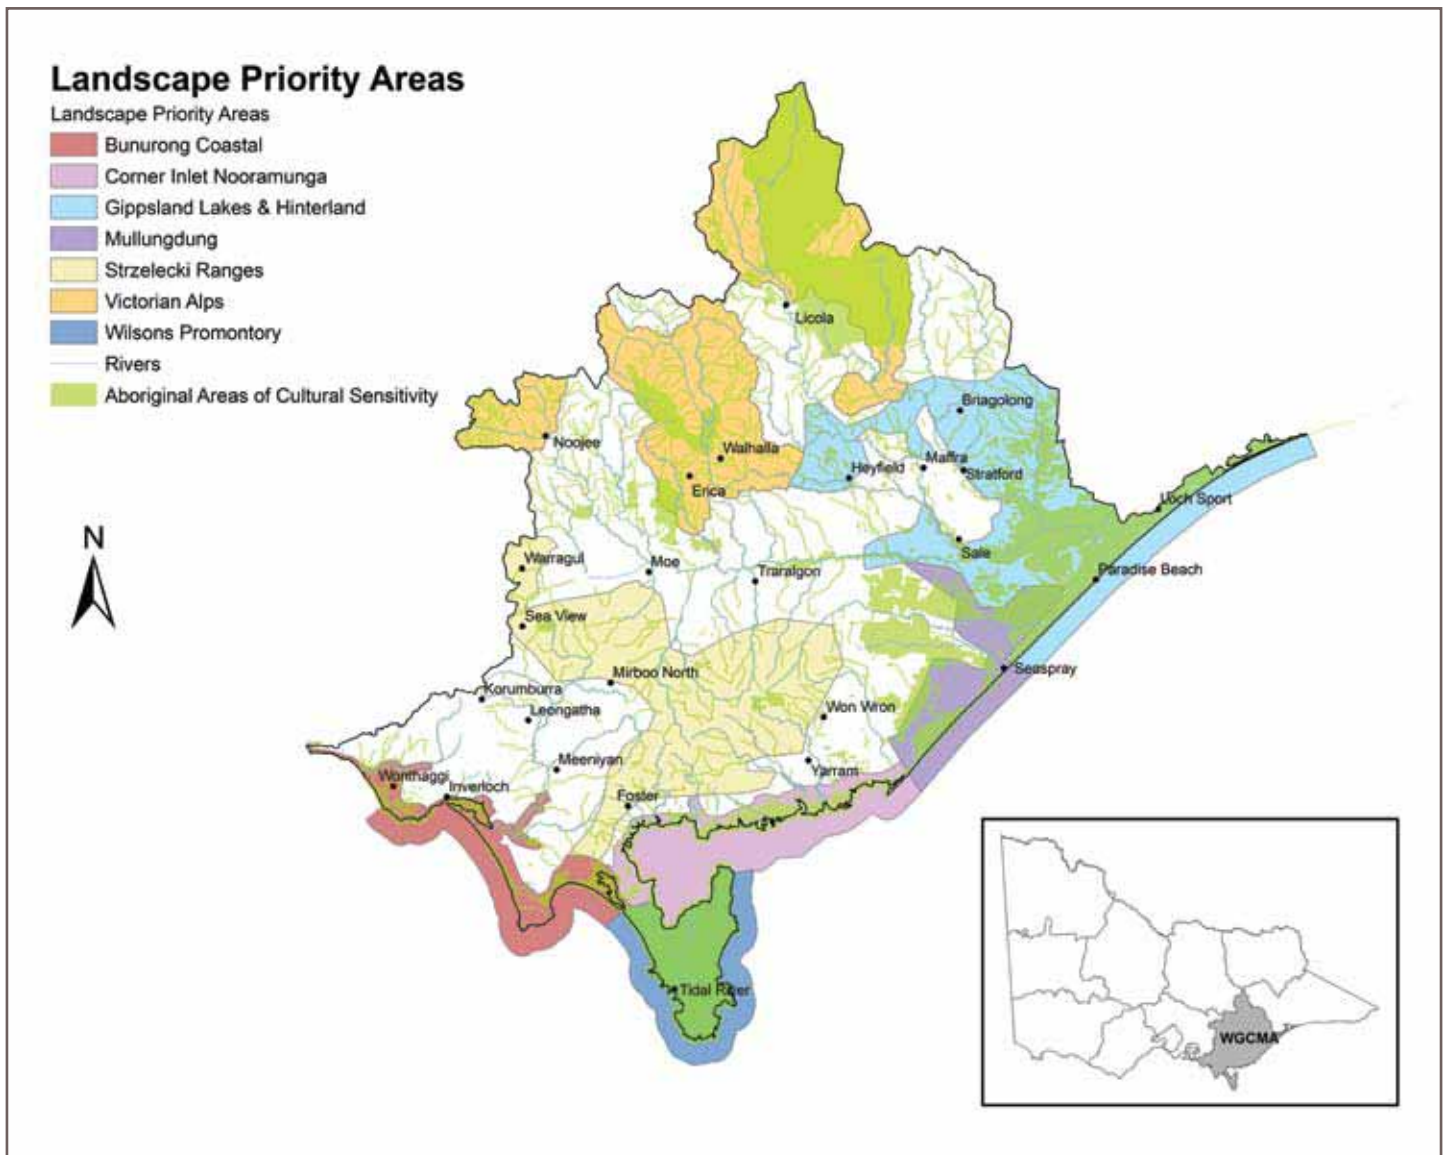 Landscape Priority Areas
Landscape Priority Areas
Bunurong Coastal
Corner Inlet Nooramunga
Gippsland Lakes & Hinterland
Mullungdung
Strzelecki Ranges
Victorian Alps
Wilsons Promontory
Rivers
Aboriginal Areas of Cultural Sensitivity
N
Licola
Briagolong
Noojee
Walhalla
Heyfield
Maffra
Stratford
Erica
Loch Sport
Sale
Warragul
Moe
Traralgon
Paradise Beach
Sea View
Mirboo North
Seaspray
Korumburra
Leongatha
Won Wron
Meeniyan
Yarram
Wonthaggi
Inverloch
Foster
Tidal River
WGCMA